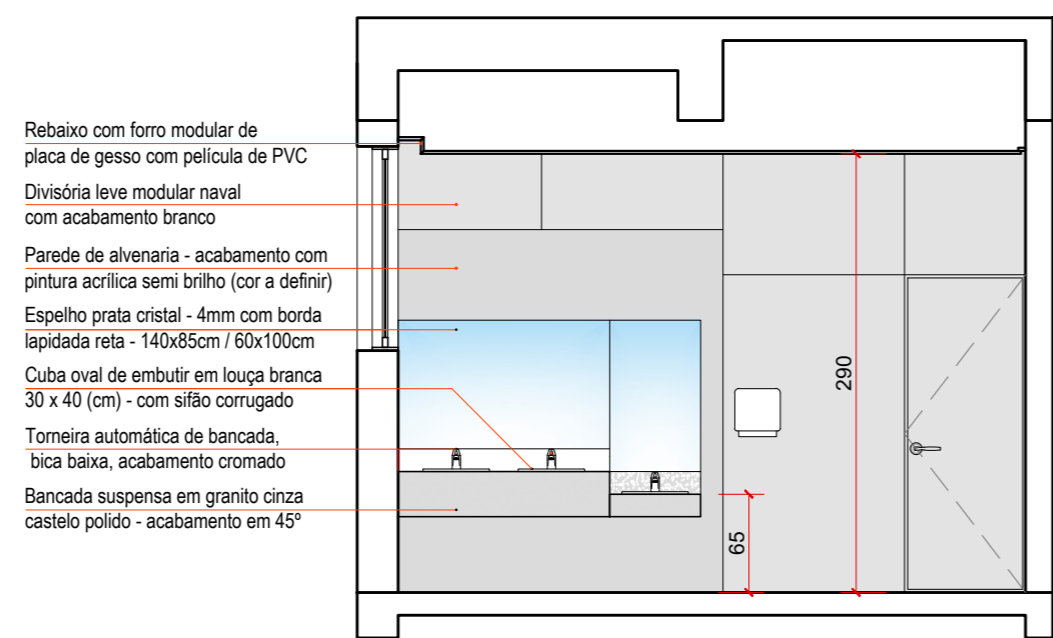 Rebaixo com forro modular de
placa de gesso com película de PVC
Divisória leve modular naval
com acabamento branco
Parede de alvenaria - acabamento com
pintura acrílica semi brilho (cor a definir)
Espelho prata cristal - 4mm com borda
lapidada reta - 140x85cm / 60x100cm
Cuba oval de embutir em louça branca
30 x 40 (cm) - com sifão corrugado
Torneira automática de bancada,
bica baixa, acabamento cromado
Bancada suspensa em granito cinza
castelo polido - acabamento em 45º
290
65